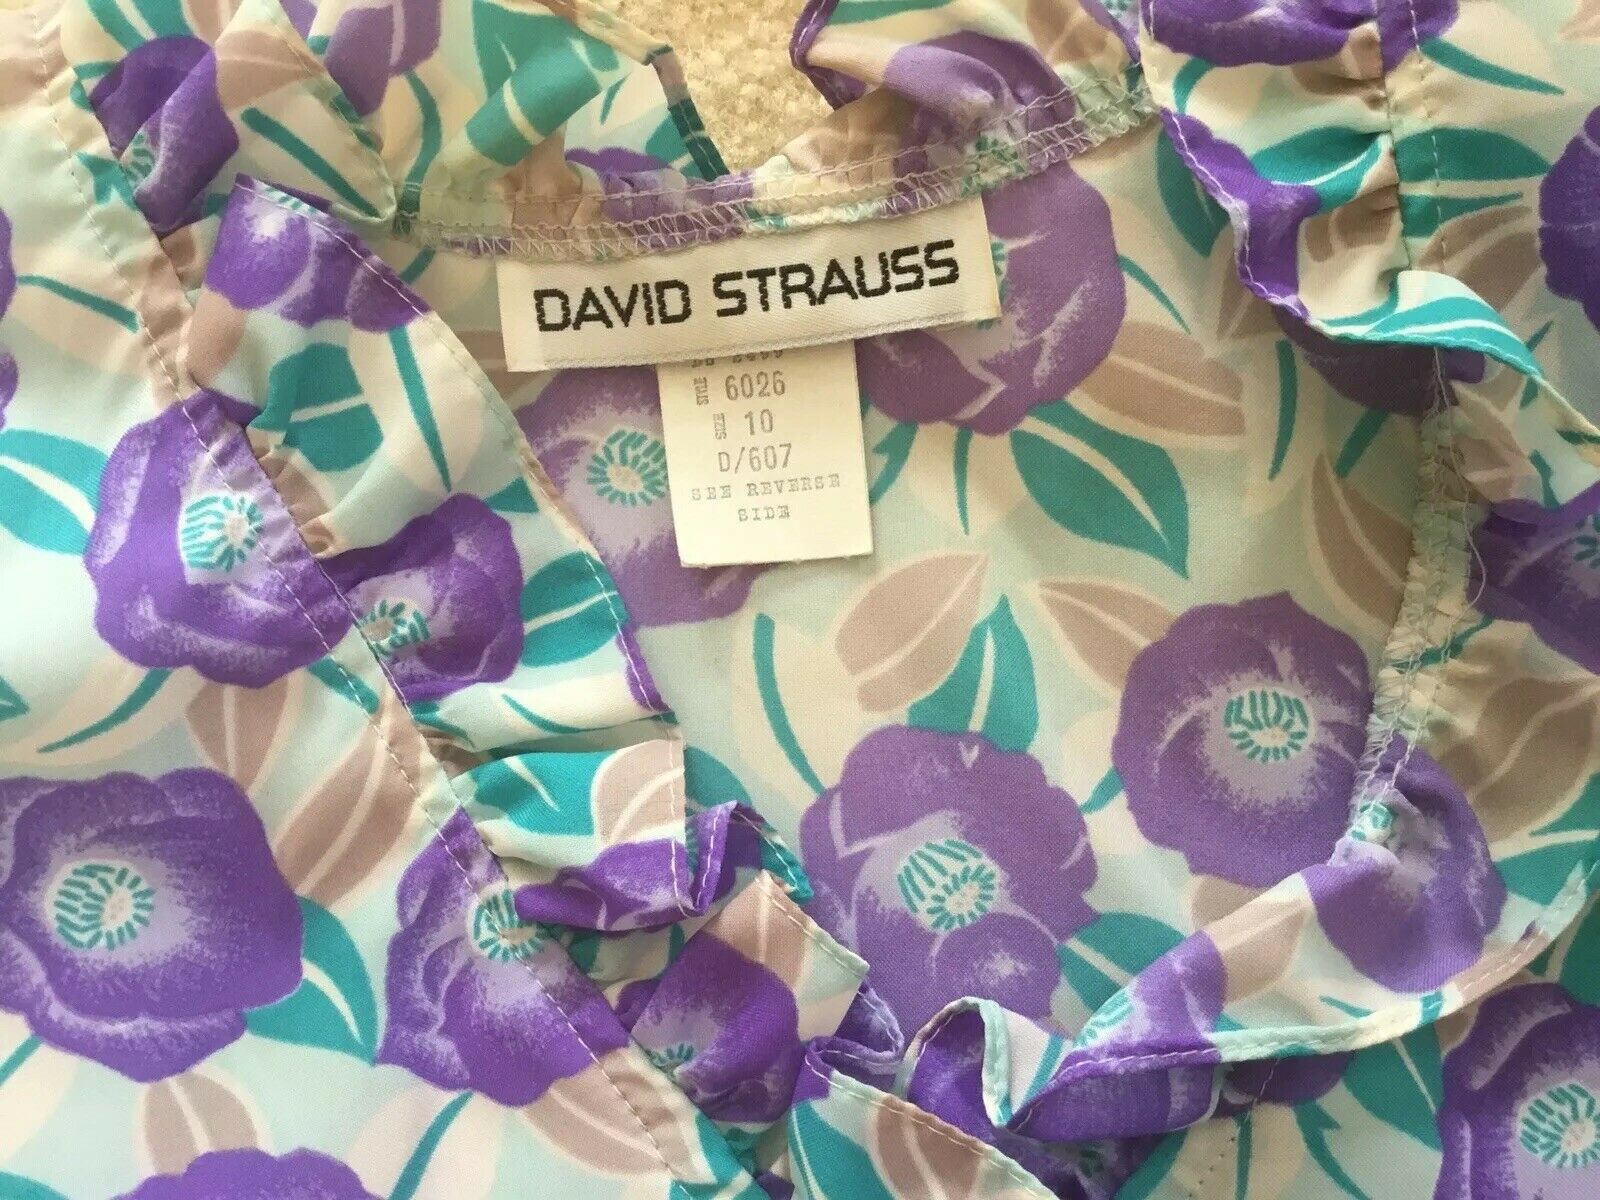 DAVID STRAUSS
STYLE 6026
SIZE 10
D/607
SEE REVERSE
SIDE